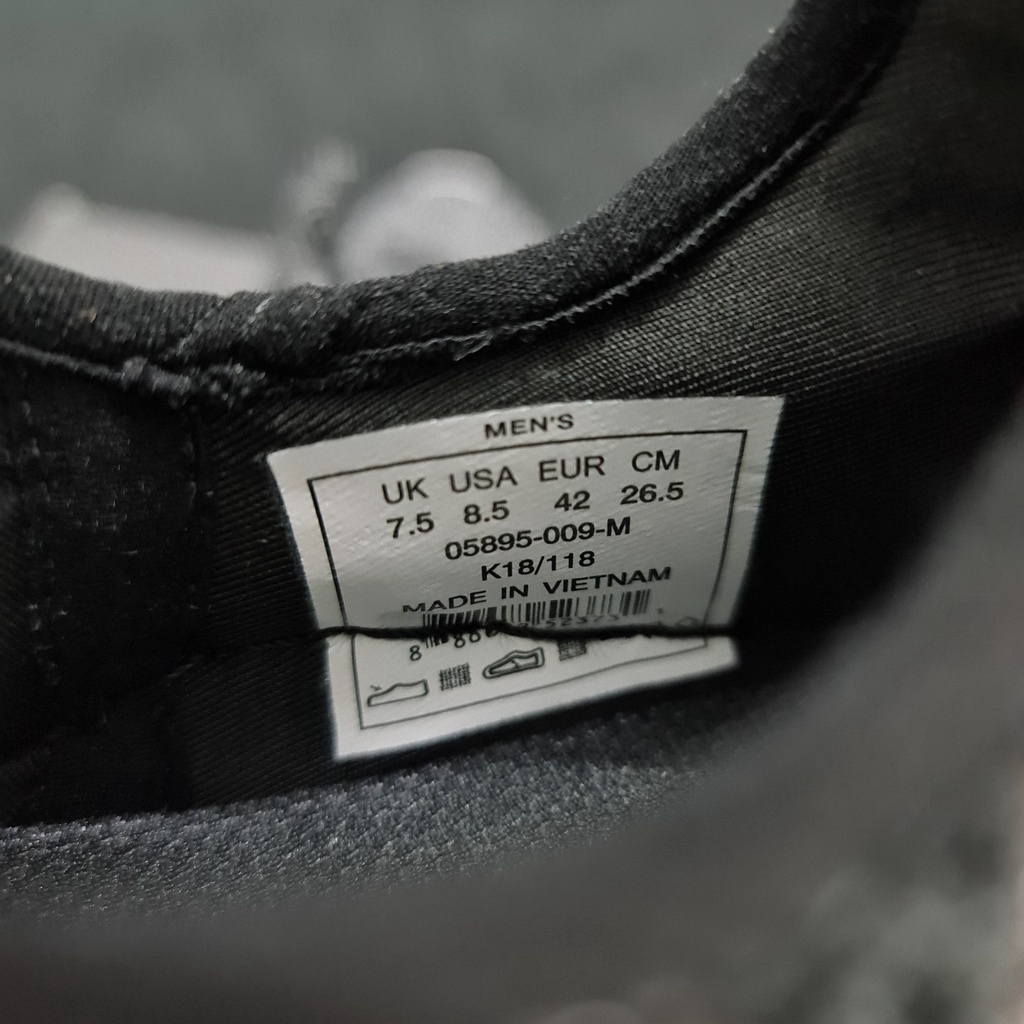 MEN'S
UK USA EUR CM
7.5 8.5 42 26.5
05895-009-M
K18/118
MADE IN VIETNAM